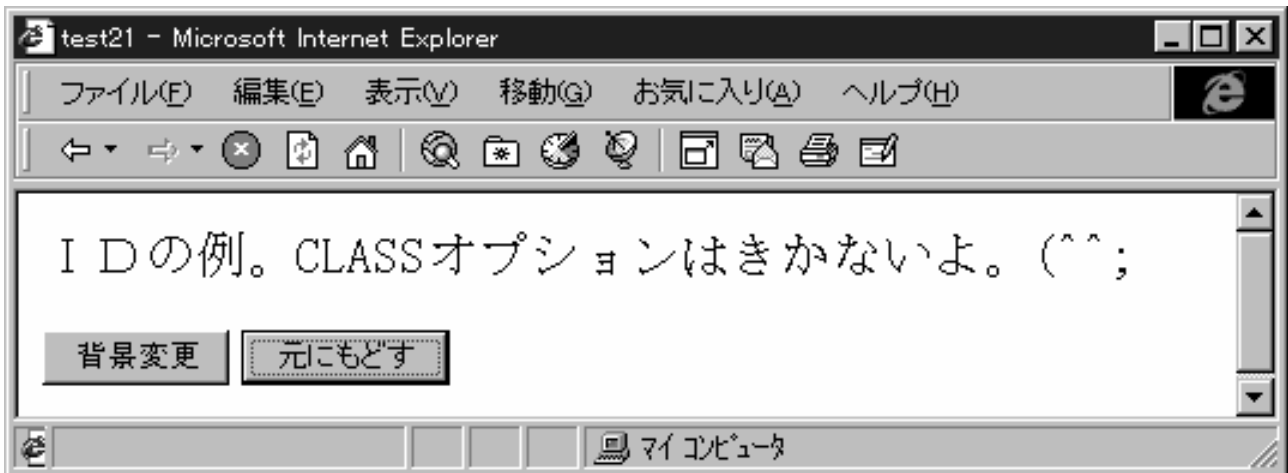 test21 - Microsoft Internet Explorer
ファイル(F) 編集(E) 表示(V) 移動(G) お気に入り(A) ヘルプ(H)
ＩＤの例。CLASSオプションはきかないよ。(^^;
背景変更 元にもどす
マイ コンピュータ